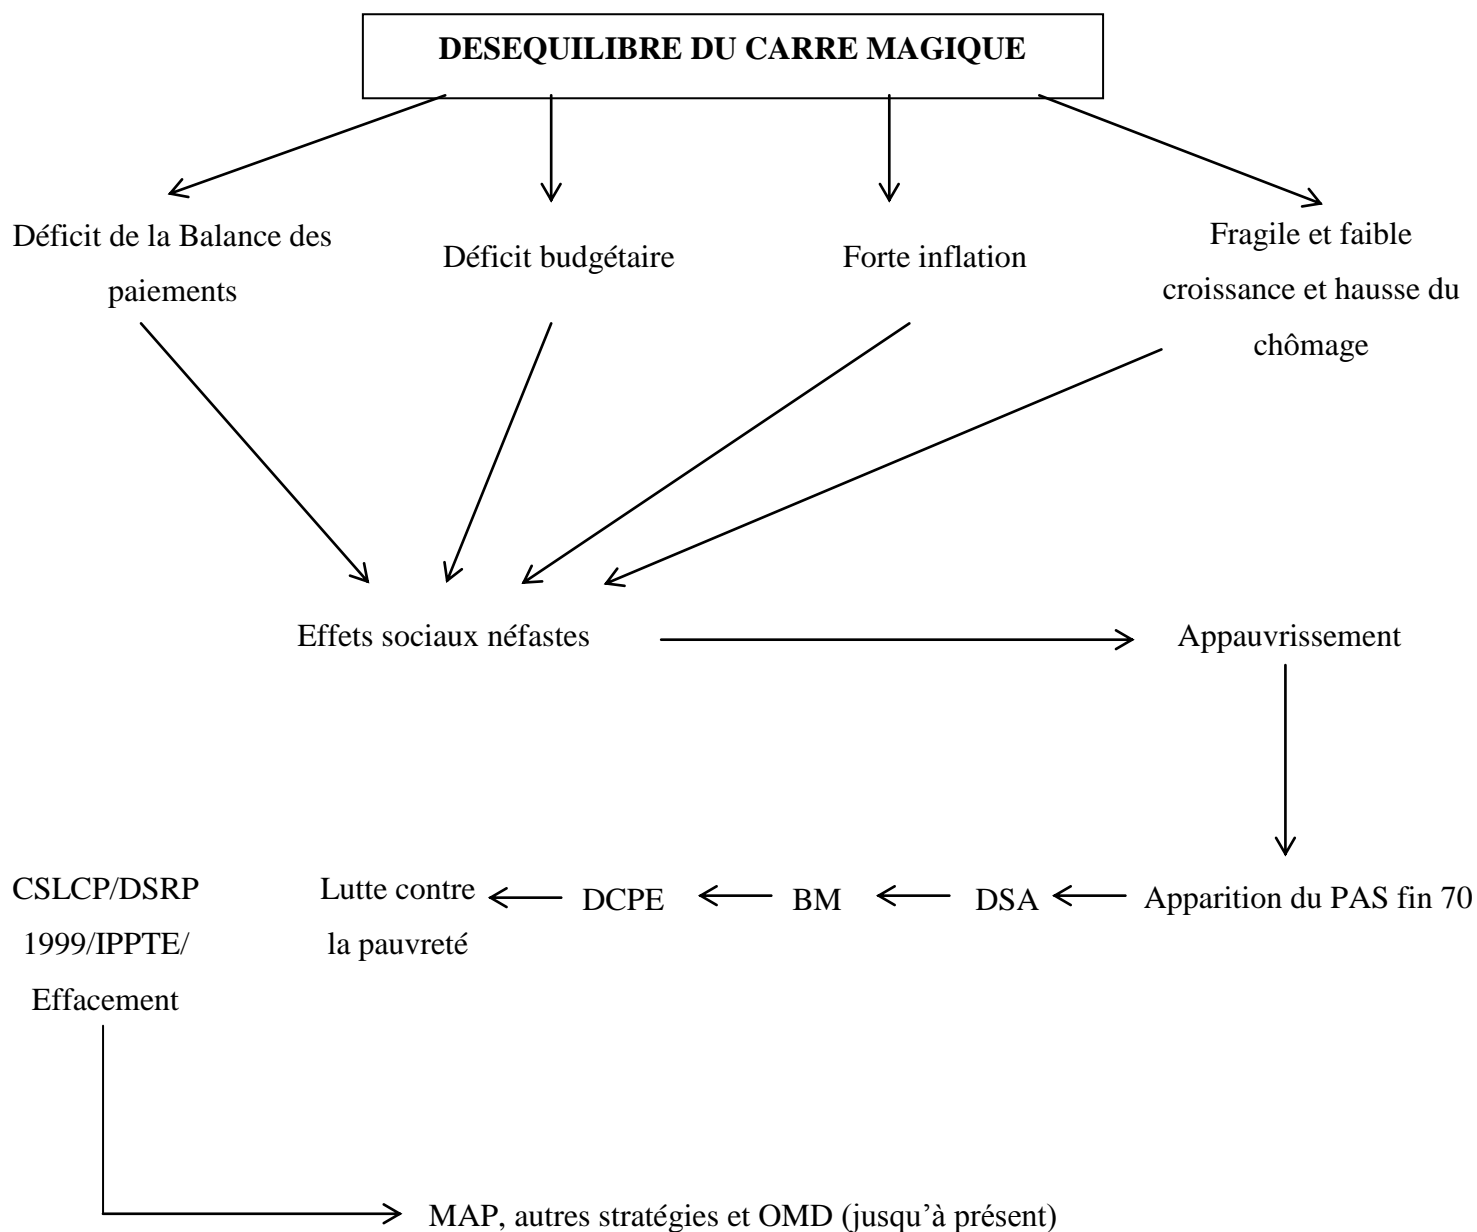 DESEQUILIBRE DU CARRE MAGIQUE
Déficit de la Balance des
paiements
Déficit budgétaire
Forte inflation
Fragile et faible
croissance et hausse du
chômage
Effets sociaux néfastes
Appauvrissement
CSLCP/DSRP
1999/IPPTE/
Effacement
Lutte contre
la pauvreté
DCPE
BM
DSA
Apparition du PAS fin 70
MAP, autres stratégies et OMD (jusqu’à présent)